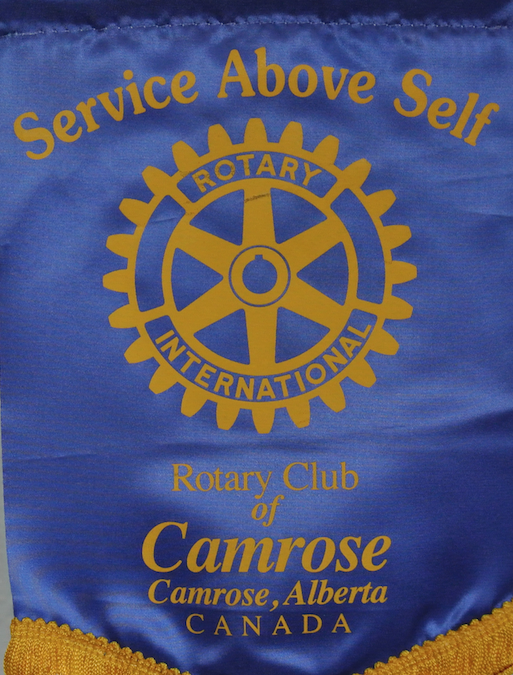 Service Above Self
ROTARY
INTERNATIONAL
Rotary Club
of
Camrose
Camrose, Alberta
CANADA